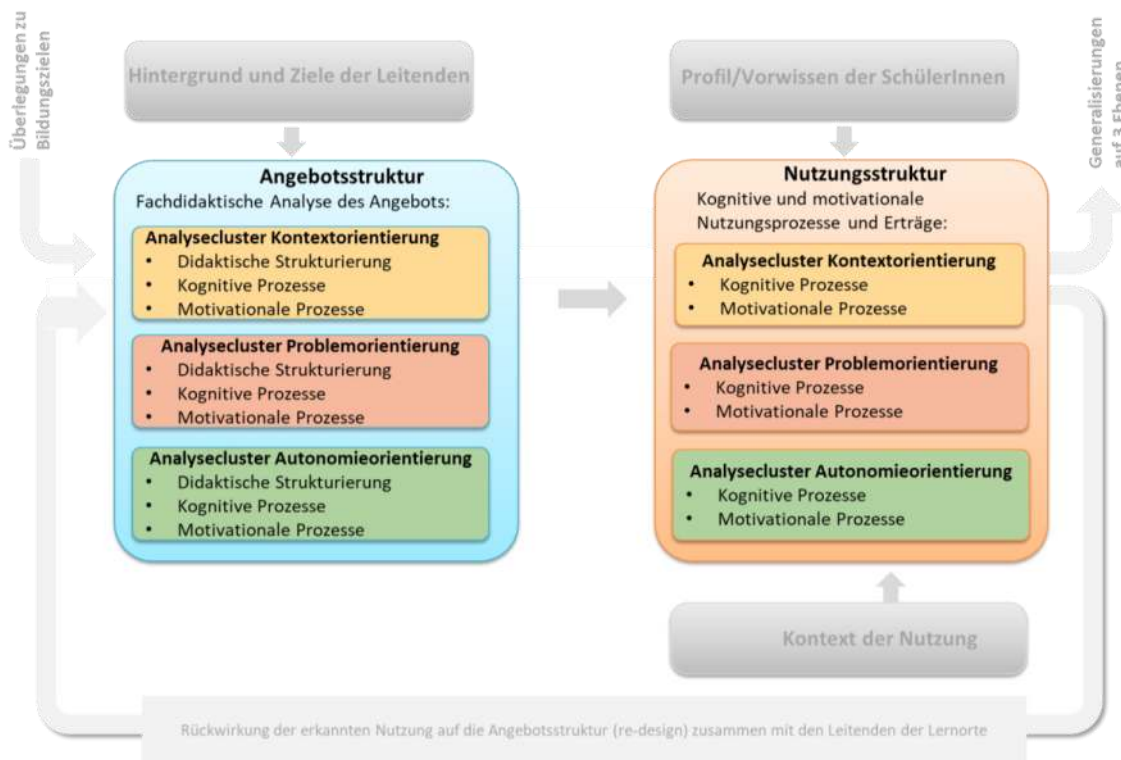 Überlegungen zu
Bildungszielen
Hintergrund und Ziele der Leitenden
Profil/Vorwissen der SchülerInnen
Generalisierungen
auf 3 Ebenen
Angebotsstruktur
Fachdidaktische Analyse des Angebots:
Analysecluster Kontextorientierung
• Didaktische Strukturierung
• Kognitive Prozesse
• Motivationale Prozesse
Analysecluster Problemorientierung
• Didaktische Strukturierung
• Kognitive Prozesse
• Motivationale Prozesse
Analysecluster Autonomieorientierung
• Didaktische Strukturierung
• Kognitive Prozesse
• Motivationale Prozesse
Nutzungsstruktur
Kognitive und motivationale
Nutzungsprozesse und Erträge:
Analysecluster Kontextorientierung
• Kognitive Prozesse
• Motivationale Prozesse
Analysecluster Problemorientierung
• Kognitive Prozesse
• Motivationale Prozesse
Analysecluster Autonomieorientierung
• Kognitive Prozesse
• Motivationale Prozesse
Kontext der Nutzung
Rückwirkung der erkannten Nutzung auf die Angebotsstruktur (re-design) zusammen mit den Leitenden der Lernorte